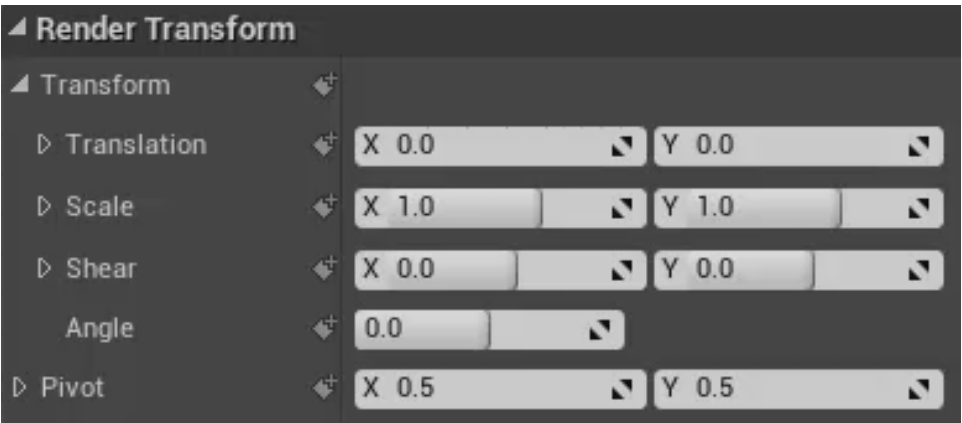 Render Transform
Transform
Translation X 0.0 Y 0.0
Scale X 1.0 Y 1.0
Shear X 0.0 Y 0.0
Angle 0.0
Pivot X 0.5 Y 0.5